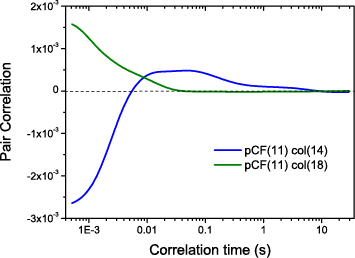 2x10⁻³
1x10⁻³
0
-1x10⁻³
-2x10⁻³
-3x10⁻³
Pair Correlation
pCF(11) col(14)
pCF(11) col(18)
1E-3 0.01 0.1 1 10
Correlation time (s)